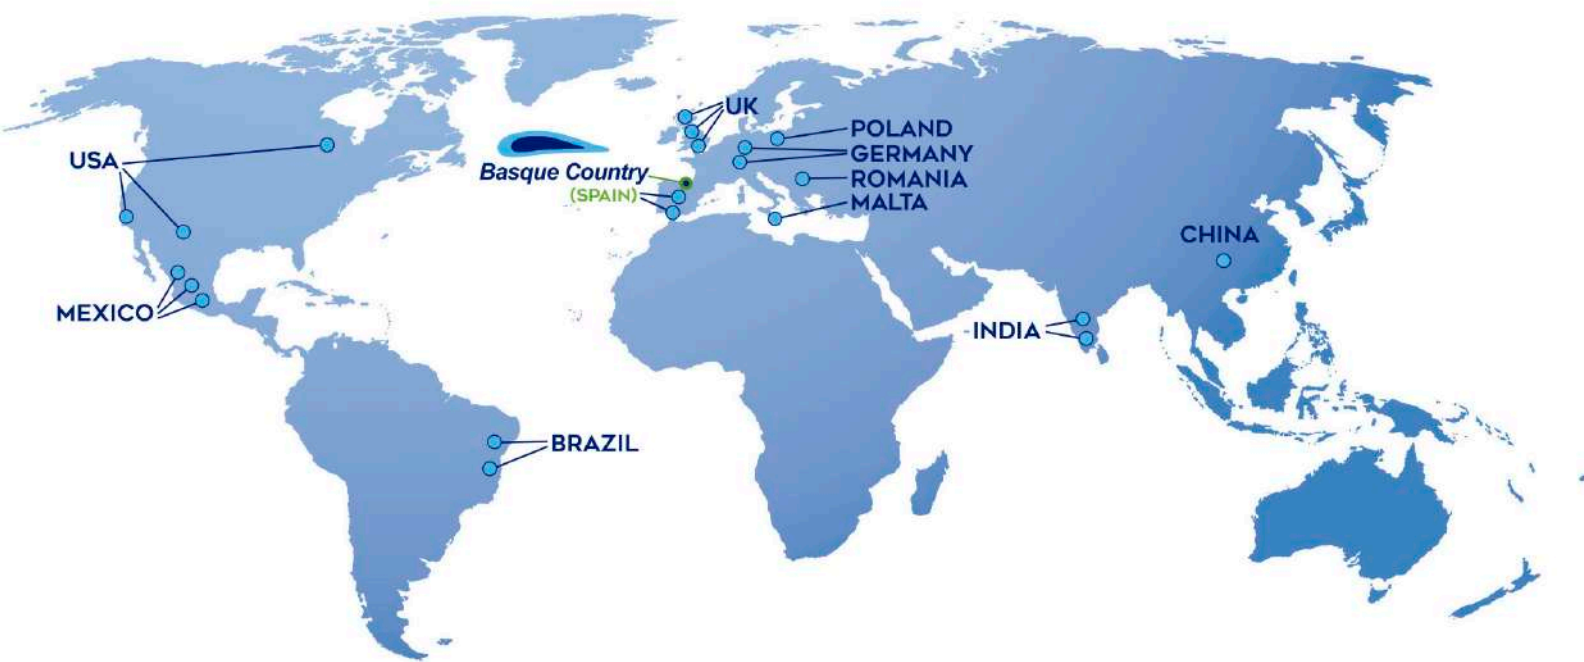 UK
POLAND
USA
GERMANY
Basque Country
ROMANIA
(SPAIN)
MALTA
CHINA
MEXICO
INDIA
BRAZIL